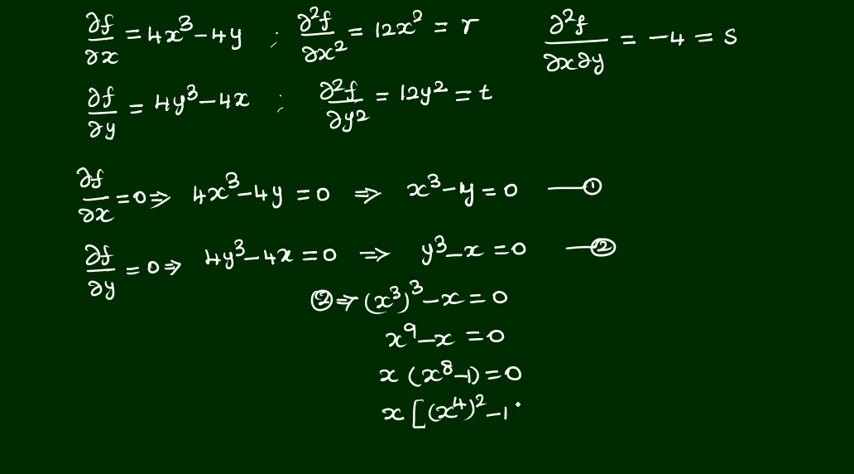 ∂f/∂x = 4x³ - 4y ; ∂²f/∂x² = 12x² = r ∂²f/∂x∂y = -4 = s
∂f/∂y = 4y³ - 4x ; ∂²f/∂y² = 12y² = t
∂f/∂x = 0 ⇒ 4x³ - 4y = 0 ⇒ x³ - y = 0 — ①
∂f/∂y = 0 ⇒ 4y³ - 4x = 0 ⇒ y³ - x = 0 — ②
② ⇒ (x³)³ - x = 0
x⁹ - x = 0
x (x⁸ - 1) = 0
x [(x⁴)² - 1